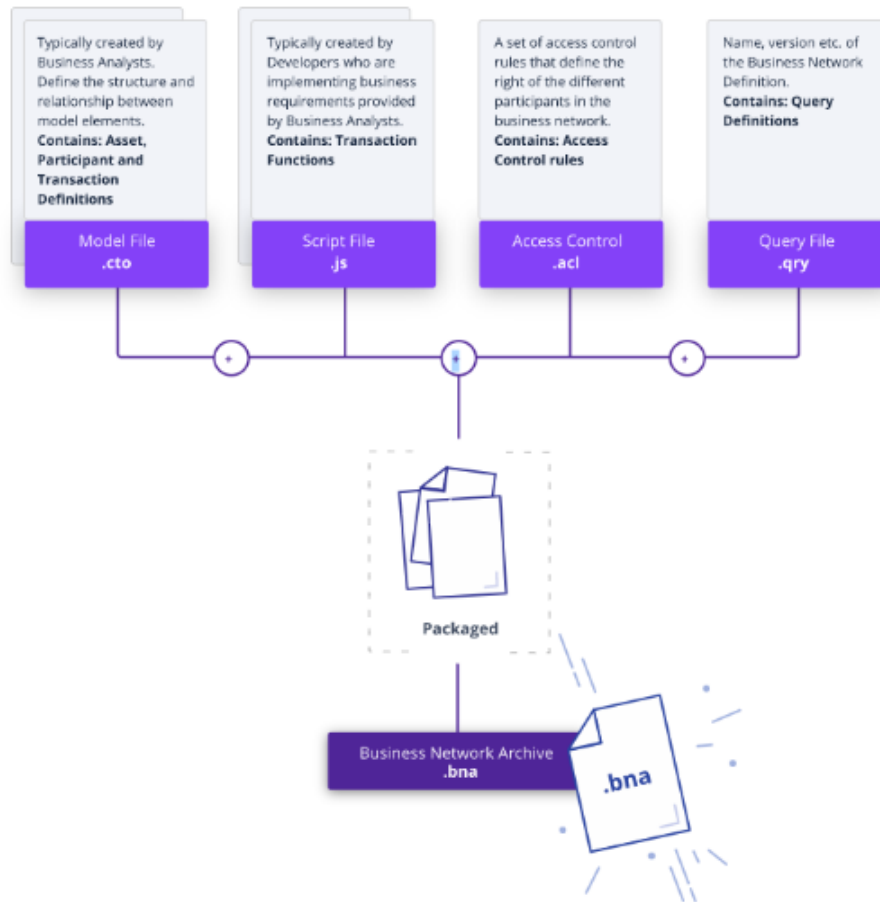 Typically created by
Business Analysts.
Define the structure and
relationship between
model elements.
Contains: Asset,
Participant and
Transaction
Definitions
Model File
.cto
Typically created by
Developers who are
implementing business
requirements provided
by Business Analysts.
Contains: Transaction
Functions
Script File
.js
A set of access control
rules that define the
right of the different
participants in the
business network.
Contains: Access
Control rules
Access Control
.acl
Name, version etc. of
the Business Network
Definition.
Contains: Query
Definitions
Query File
.qry
+
+
+
Packaged
Business Network Archive
.bna
.bna